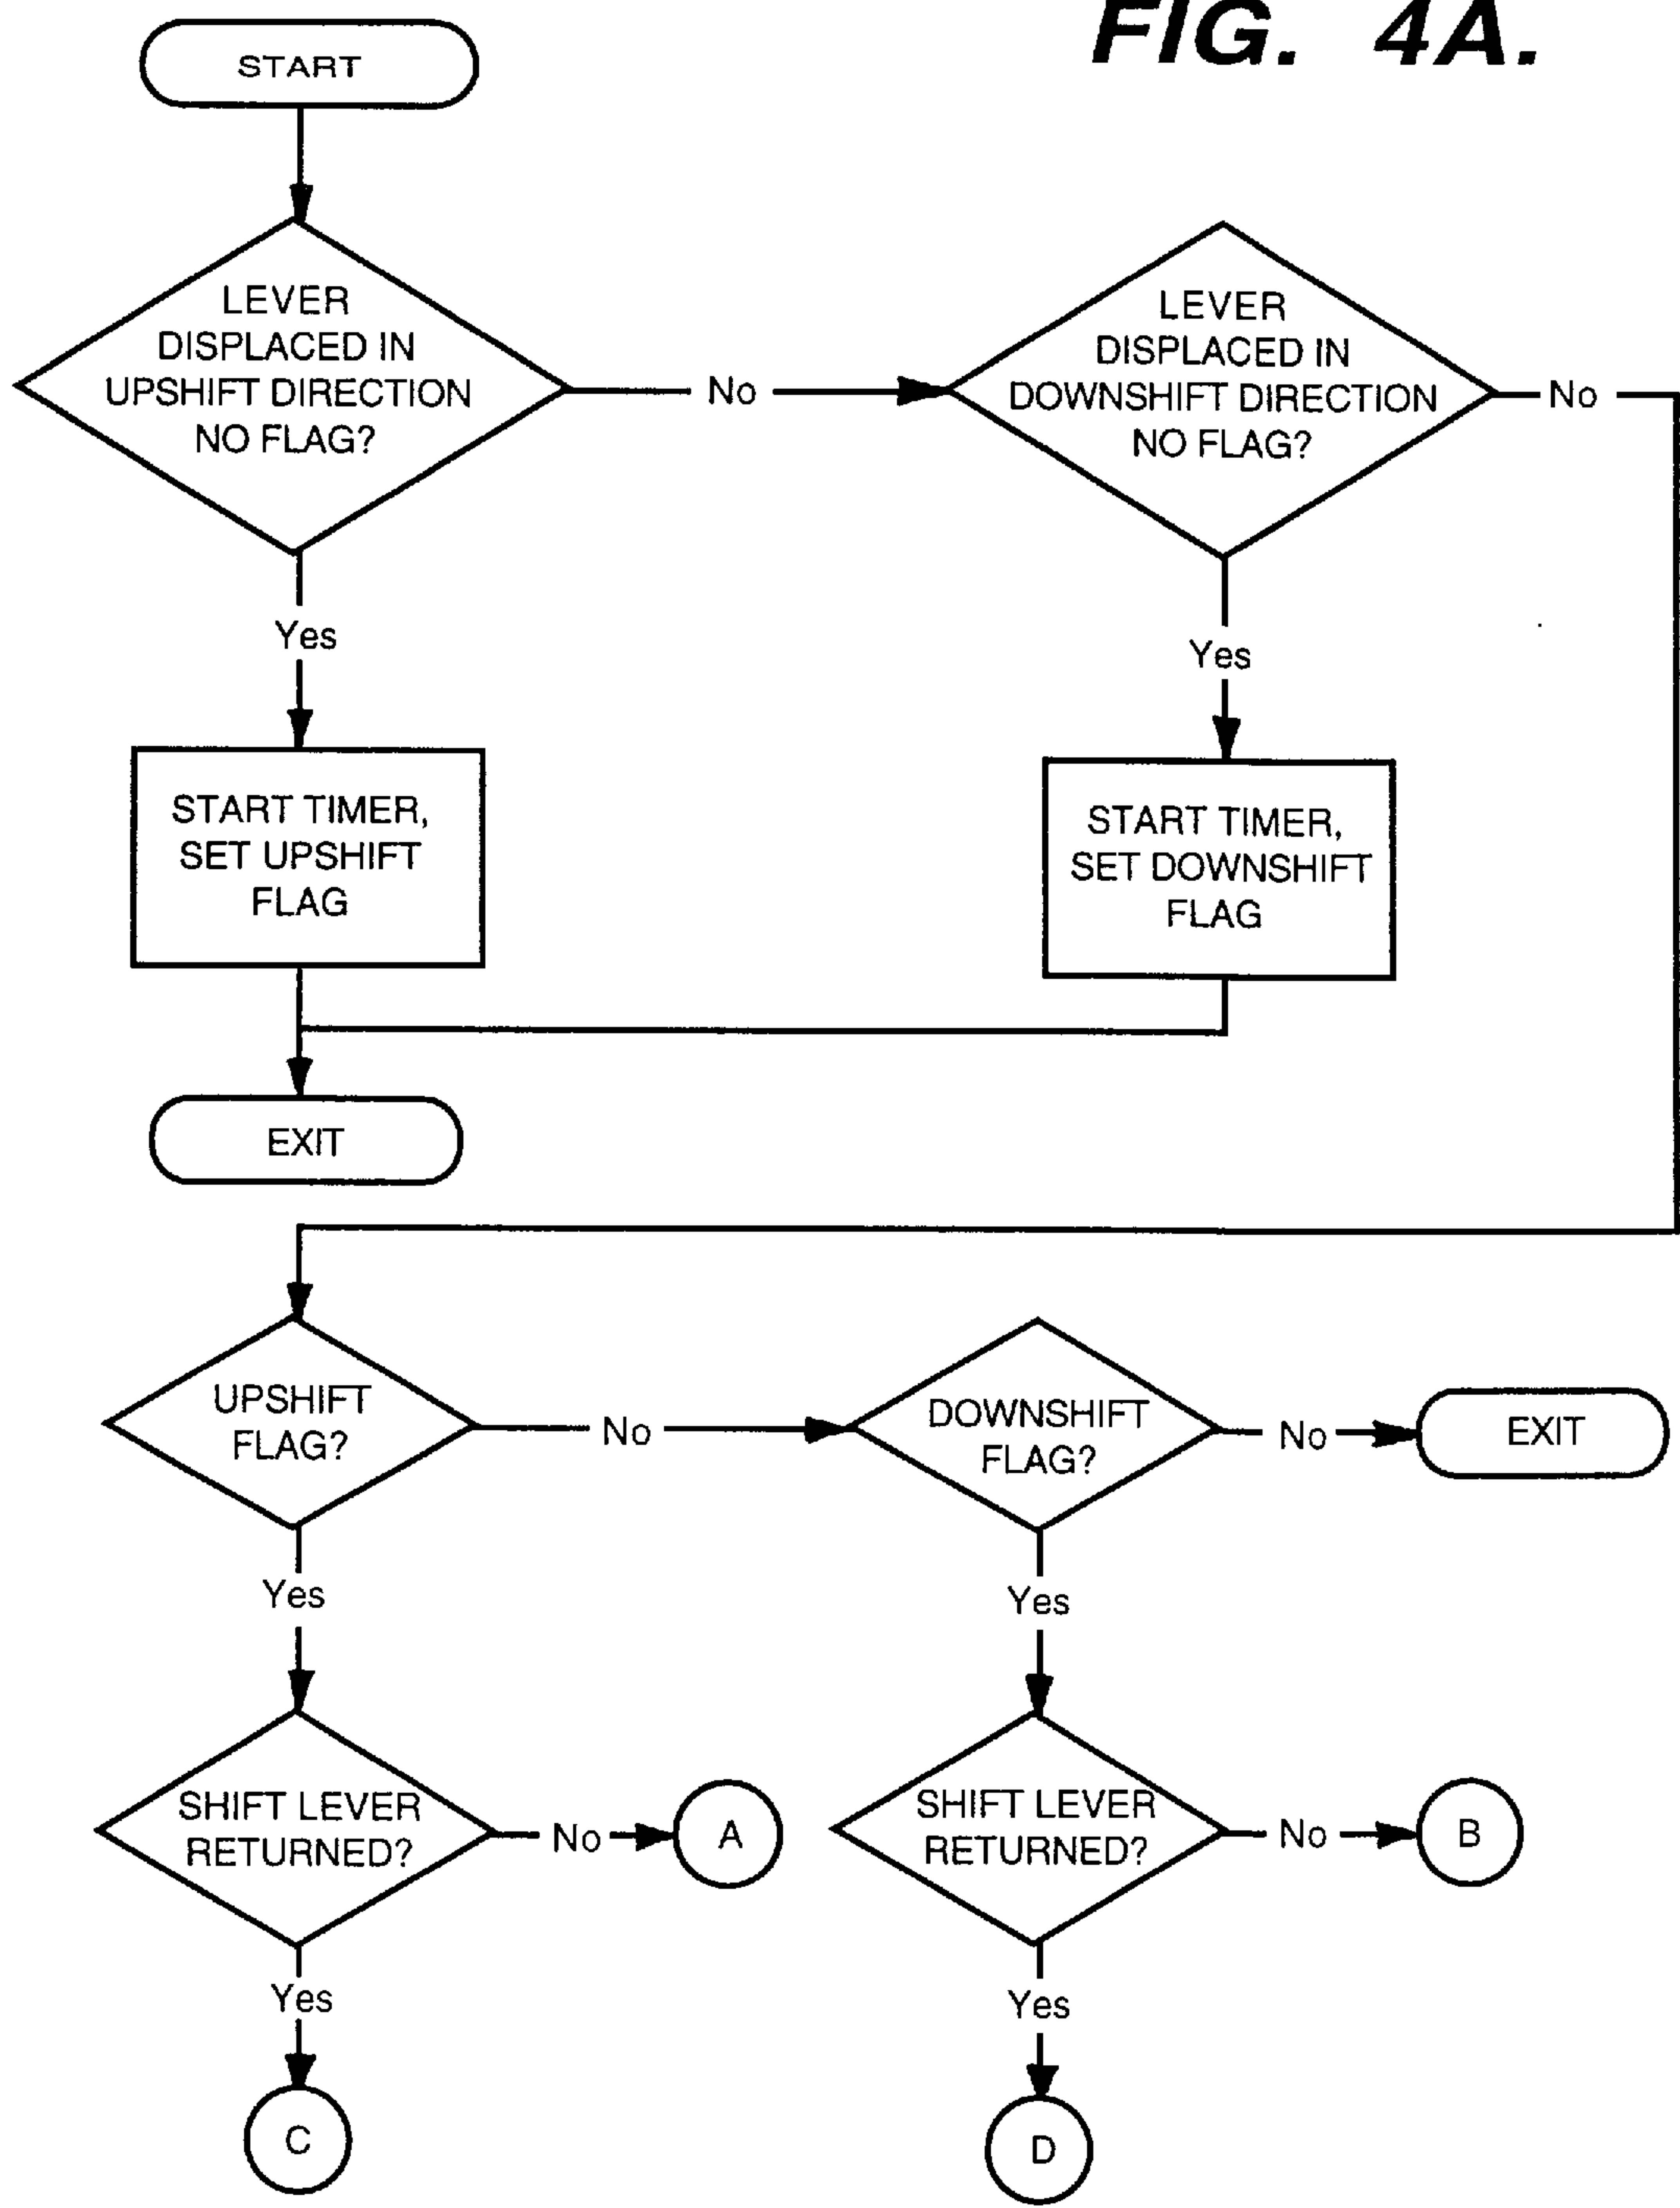 FIG. 4A.
START
LEVER
DISPLACED IN
UPSHIFT DIRECTION
NO FLAG?
No
LEVER
DISPLACED IN
DOWNSHIFT DIRECTION
NO FLAG?
No
Yes
Yes
START TIMER,
SET UPSHIFT
FLAG
START TIMER,
SET DOWNSHIFT
FLAG
EXIT
UPSHIFT
FLAG?
No
DOWNSHIFT
FLAG?
No
EXIT
Yes
Yes
SHIFT LEVER
RETURNED?
No
A
SHIFT LEVER
RETURNED?
No
B
Yes
Yes
C
D